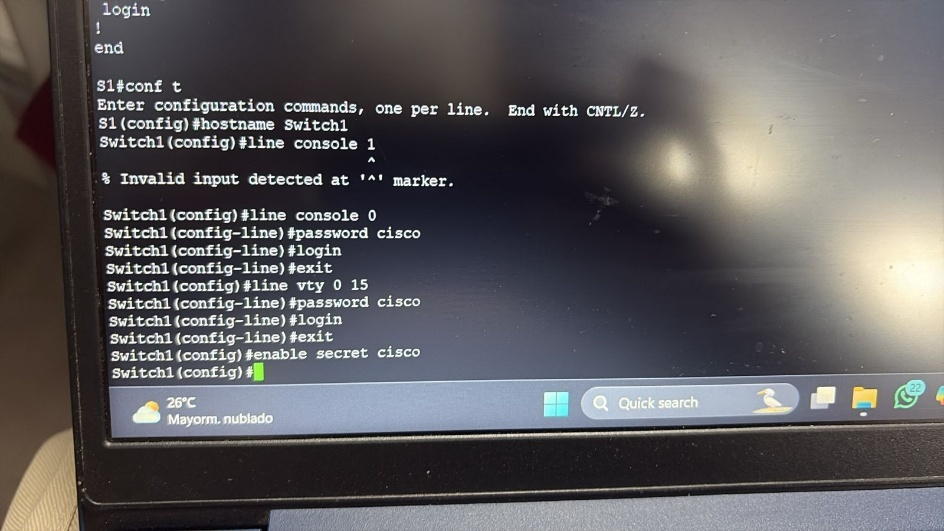 login
!
end
S1#conf t
Enter configuration commands, one per line.  End with CNTL/Z.
S1(config)#hostname Switch1
Switch1(config)#line console 1
^
% Invalid input detected at '^' marker.
Switch1(config)#line console 0
Switch1(config-line)#password cisco
Switch1(config-line)#login
Switch1(config-line)#exit
Switch1(config)#line vty 0 15
Switch1(config-line)#password cisco
Switch1(config-line)#login
Switch1(config-line)#exit
Switch1(config)#enable secret cisco
Switch1(config)#
26°C
Mayorm. nublado
Quick search
22